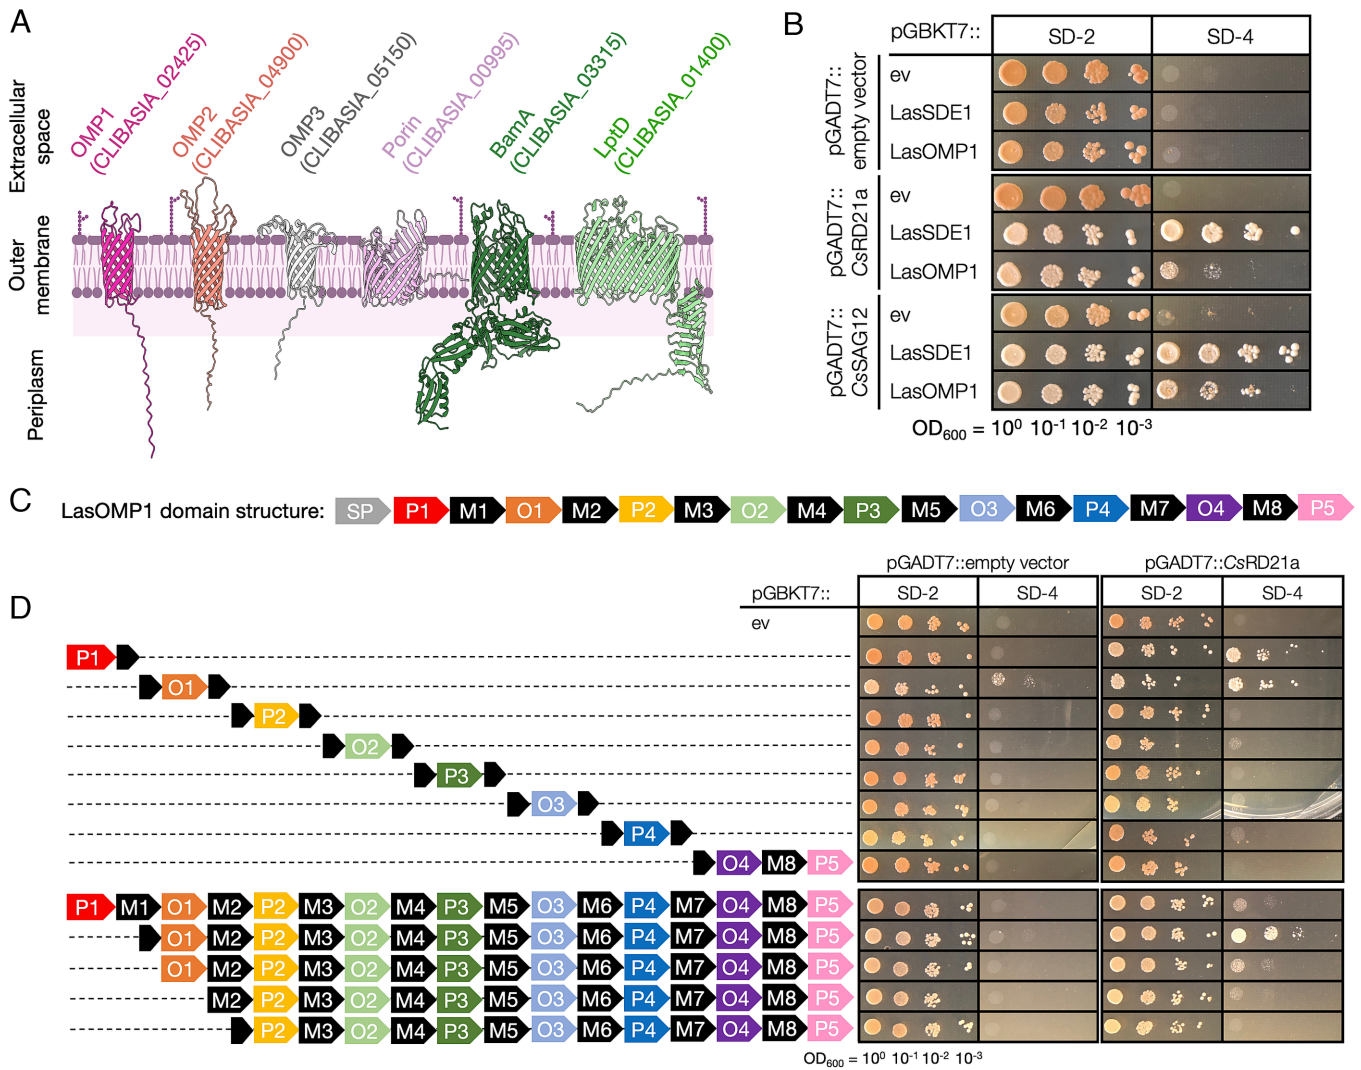 A
Extracellular
space
Outer
membrane
Periplasm
OMP1
(CLIBASIA_02425)
OMP2
(CLIBASIA_04900)
OMP3
(CLIBASIA_05150)
Porin
(CLIBASIA_00995)
BamA
(CLIBASIA_03315)
LptD
(CLIBASIA_01400)
B
pGBKT7:: SD-2 SD-4
pGADT7::
empty vector
ev
LasSDE1
LasOMP1
pGADT7::
CsRD21a
ev
LasSDE1
LasOMP1
pGADT7::
CsSAG12
ev
LasSDE1
LasOMP1
OD600 = 10⁰ 10⁻¹ 10⁻² 10⁻³
C
LasOMP1 domain structure: SP P1 M1 O1 M2 P2 M3 O2 M4 P3 M5 O3 M6 P4 M7 O4 M8 P5
D
pGADT7::empty vector pGADT7::CsRD21a
pGBKT7:: SD-2 SD-4 SD-2 SD-4
ev
P1
O1
P2
O2
P3
O3
P4
O4 M8 P5
P1 M1 O1 M2 P2 M3 O2 M4 P3 M5 O3 M6 P4 M7 O4 M8 P5
O1 M2 P2 M3 O2 M4 P3 M5 O3 M6 P4 M7 O4 M8 P5
O1 M2 P2 M3 O2 M4 P3 M5 O3 M6 P4 M7 O4 M8 P5
M2 P2 M3 O2 M4 P3 M5 O3 M6 P4 M7 O4 M8 P5
P2 M3 O2 M4 P3 M5 O3 M6 P4 M7 O4 M8 P5
OD600 = 10⁰ 10⁻¹ 10⁻² 10⁻³